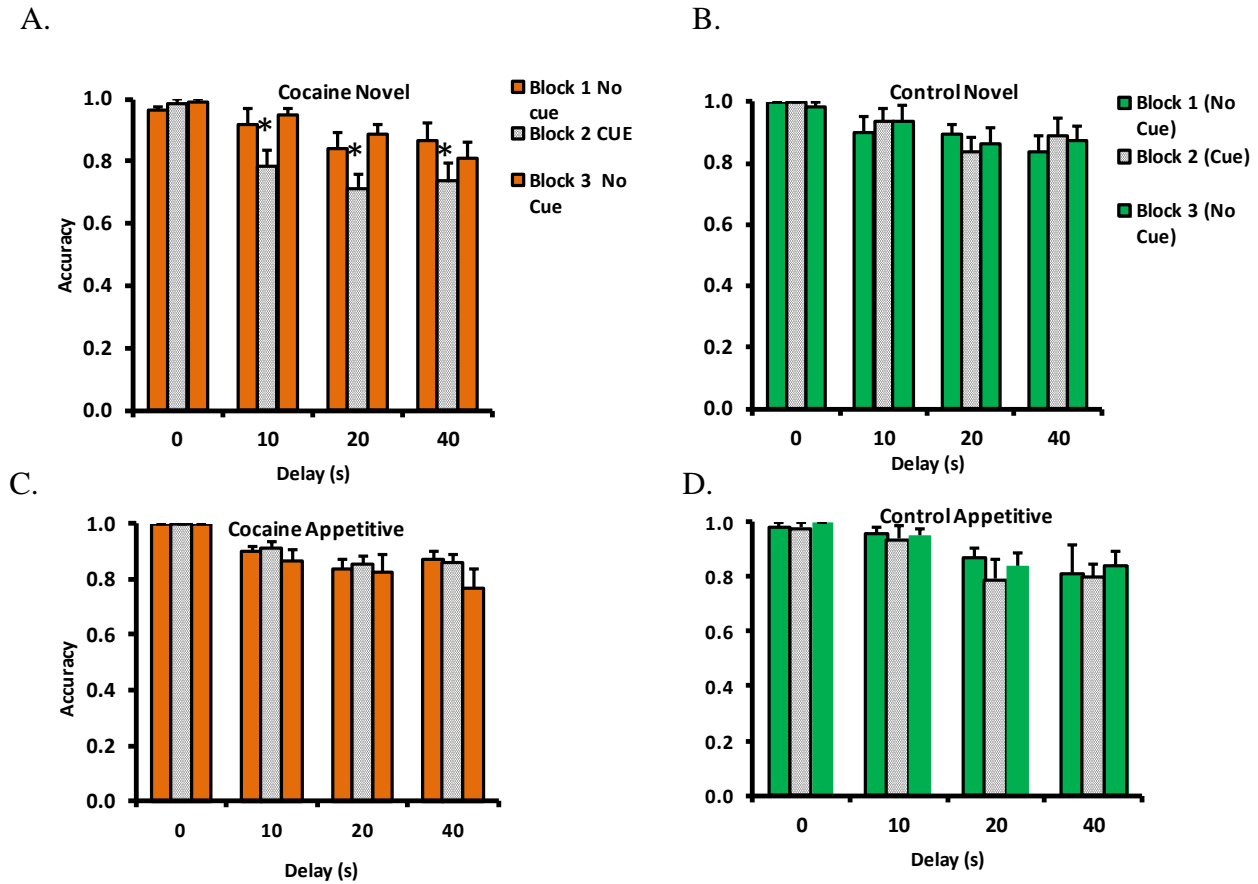 A.
Cocaine Novel
Block 1 No
cue
Block 2 CUE
Block 3 No
Cue
*
*
*
Accuracy
1.0
0.8
0.6
0.4
0.2
0.0
0 10 20 40
Delay (s)
B.
Control Novel
Block 1 (No
Cue)
Block 2 (Cue)
Block 3 (No
Cue)
1.0
0.8
0.6
0.4
0.2
0.0
0 10 20 40
Delay (s)
C.
Cocaine Appetitive
Accuracy
1.0
0.8
0.6
0.4
0.2
0.0
0 10 20 40
Delay (s)
D.
Control Appetitive
1.0
0.8
0.6
0.4
0.2
0.0
0 10 20 40
Delay (s)